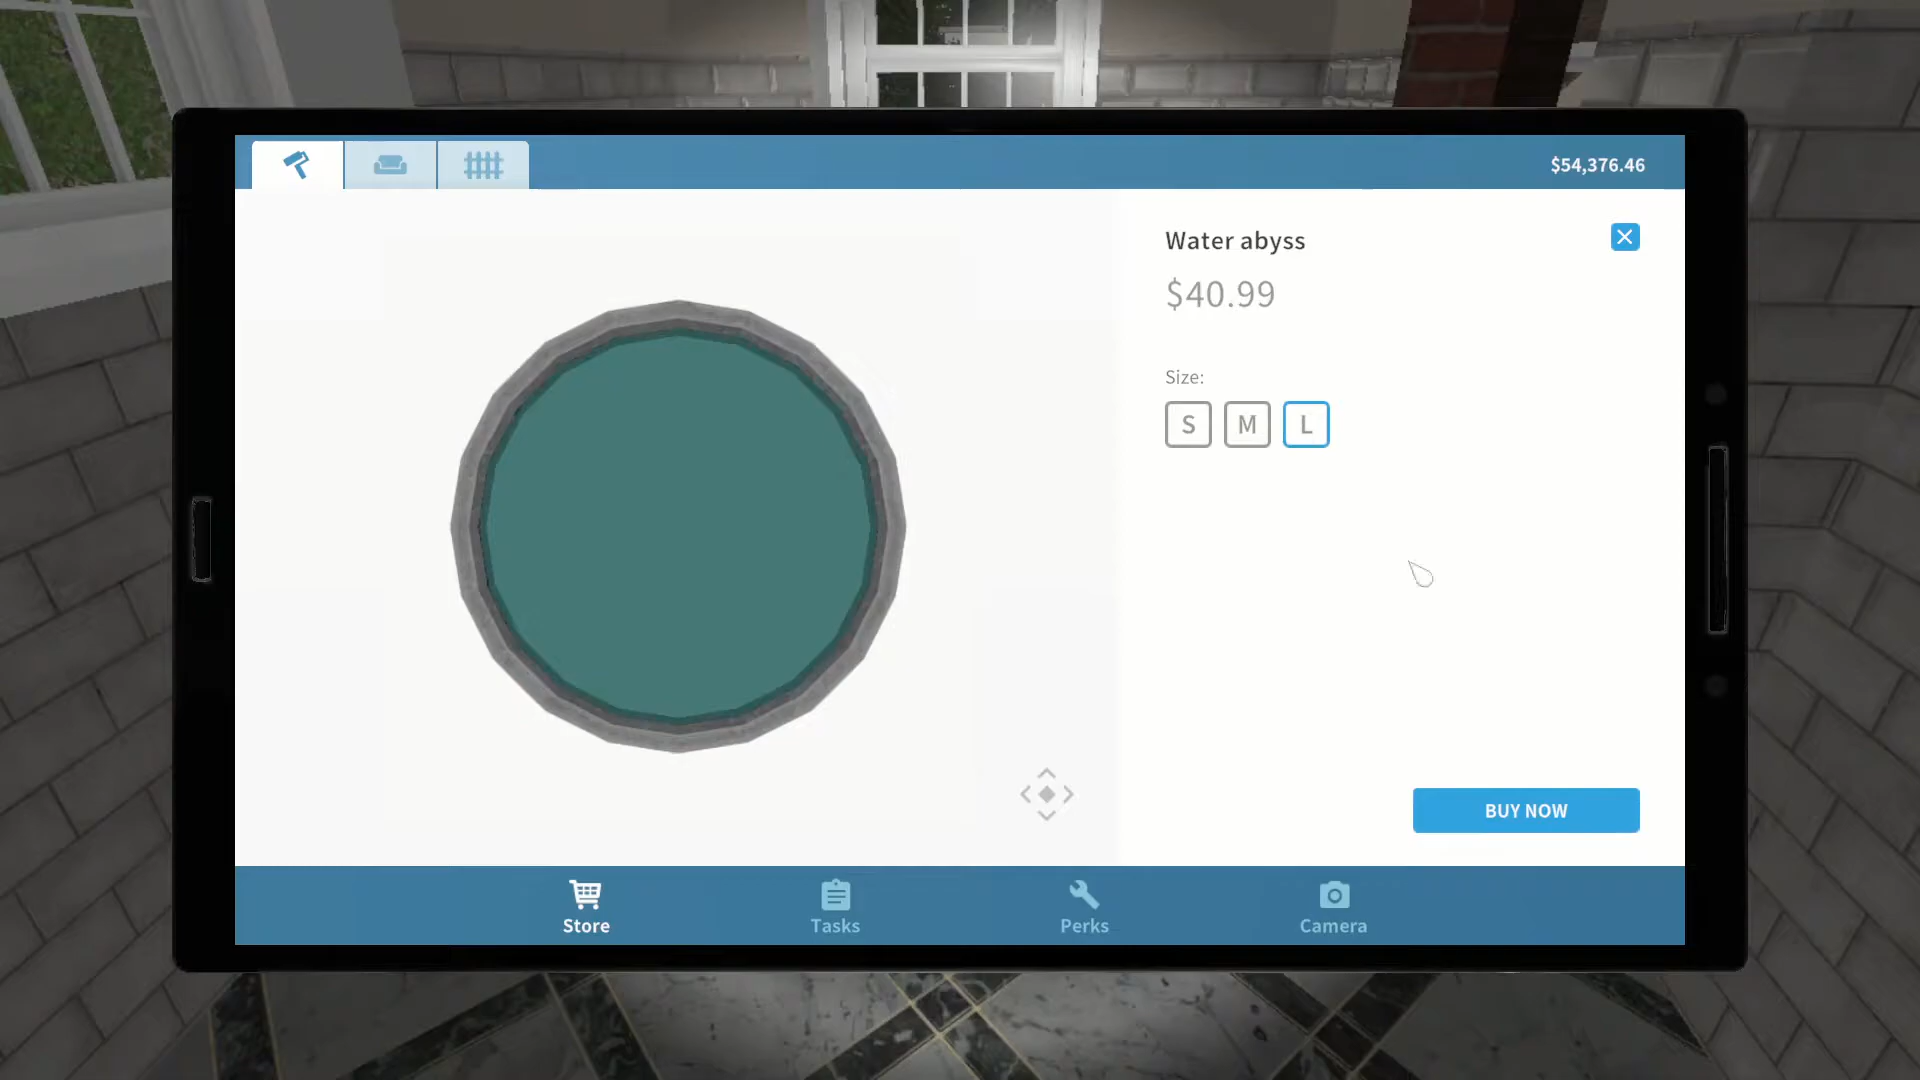 $54,376.46
Water abyss
$40.99
Size:
S M L
BUY NOW
Store Tasks Perks Camera